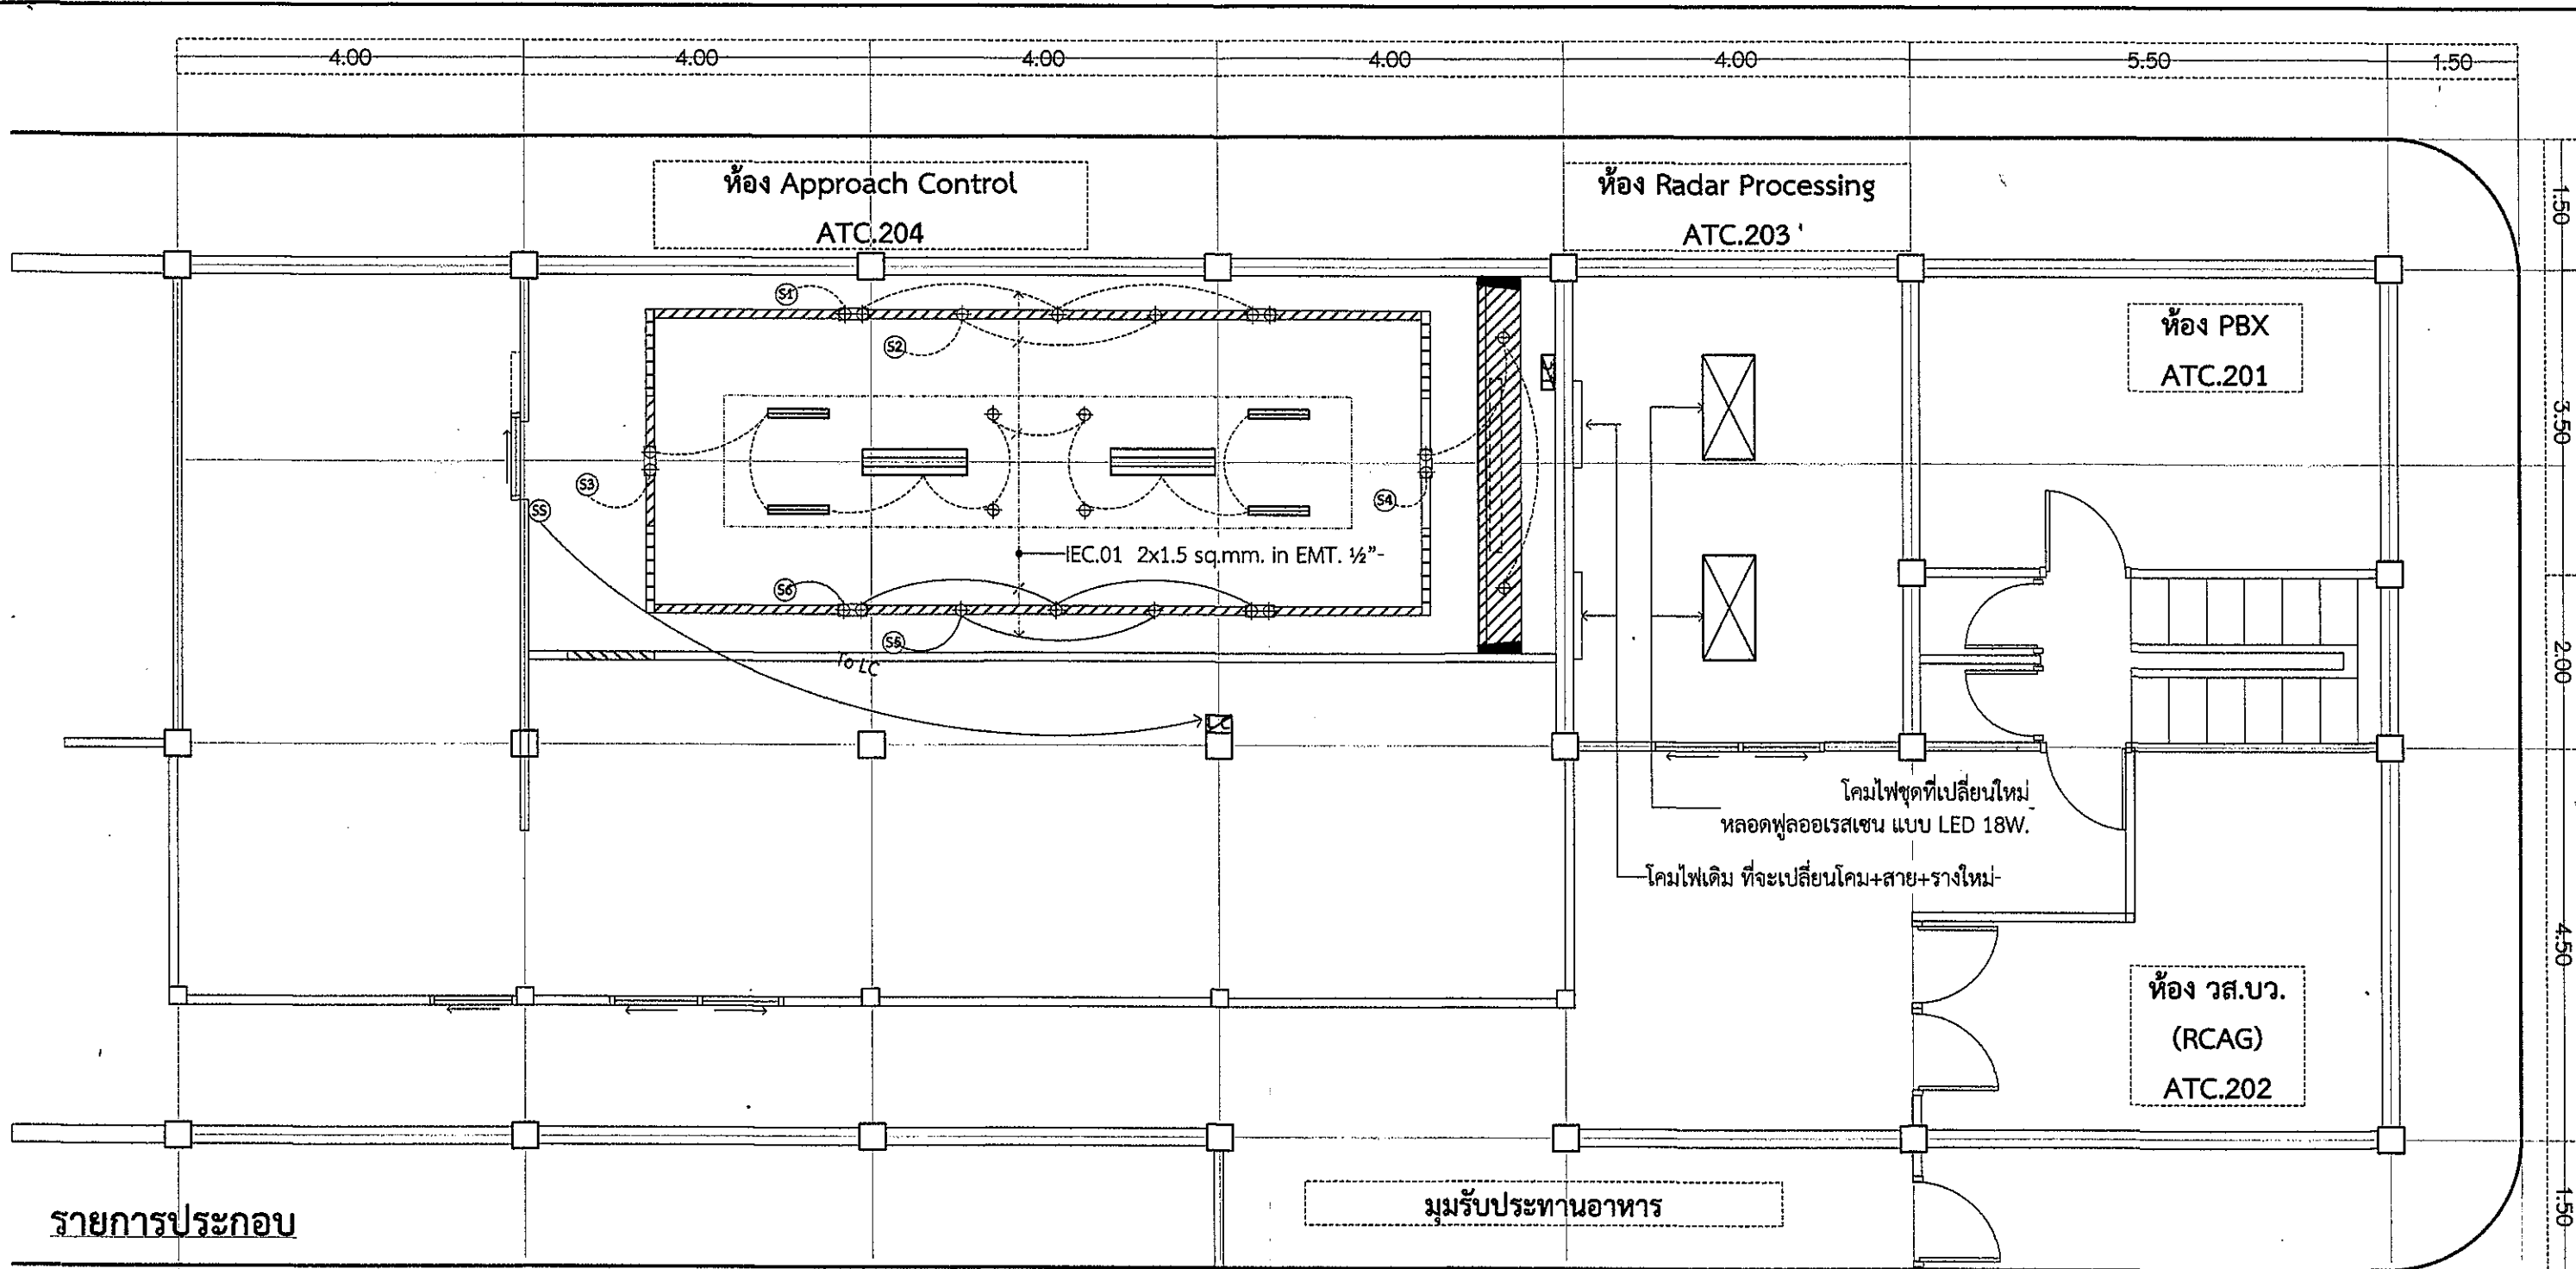 4.00 4.00 4.00 4.00 4.00 5.50 1.50
ห้อง Approach Control
ATC.204
ห้อง Radar Processing
ATC.203
1.50
3.50
2.00
4.50
1.50
ห้อง PBX
ATC.201
S1
S2
S3
S4
SS
IEC.01 2x1.5 sq.mm. in EMT. ½"
S6
S5
To LC
LC
LC
โคมไฟชุดที่เปลี่ยนใหม่
หลอดฟูลออเรสเซน แบบ LED 18W.
โคมไฟเดิม ที่จะเปลี่ยนโคม+สาย+รางใหม่
ห้อง วส.บว.
(RCAG)
ATC.202
มุมรับประทานอาหาร
รายการประกอบ